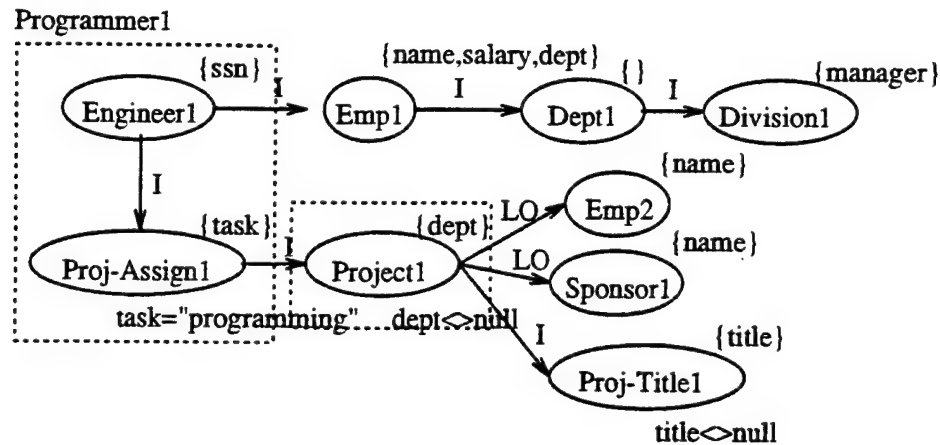 Programmer1
{ssn}
{name,salary,dept}
{}
{manager}
I
I
I
Engineer1
Emp1
Dept1
Division1
I
{name}
LO
Emp2
{task}
{dept}
{name}
I
LO
Proj-Assign1
Project1
Sponsor1
task="programming"
dept<>null
I
{title}
Proj-Title1
title<>null